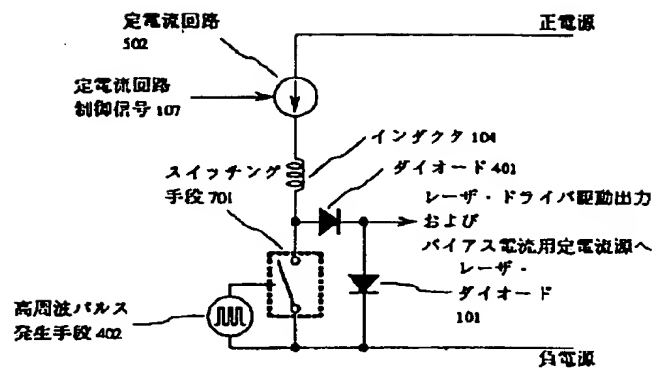 定電流回路
502
正電源
定電流回路
制御信号 107
インダクタ 104
スイッチング
手段 701
ダイオード 401
レーザ・ドライバ駆動出力
および
バイアス電流用定電流源へ
レーザ・
ダイオード
101
高周波パルス
発生手段 402
負電源